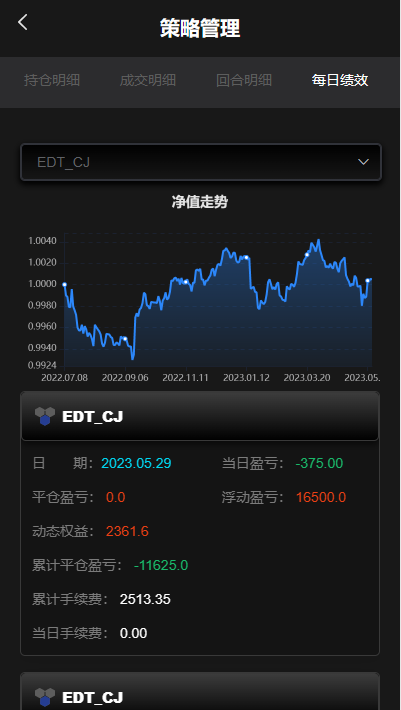 策略管理
持仓明细 成交明细 回合明细 每日绩效
EDT_CJ
净值走势
1.0040
1.0020
1.0000
0.9980
0.9960
0.9940
0.9924
2022.07.08 2022.09.06 2022.11.11 2023.01.12 2023.03.20 2023.05.
EDT_CJ
日 期：2023.05.29 当日盈亏： -375.00
平仓盈亏： 0.0 浮动盈亏： 16500.0
动态权益： 2361.6
累计平仓盈亏： -11625.0
累计手续费： 2513.35
当日手续费： 0.00
EDT_CJ